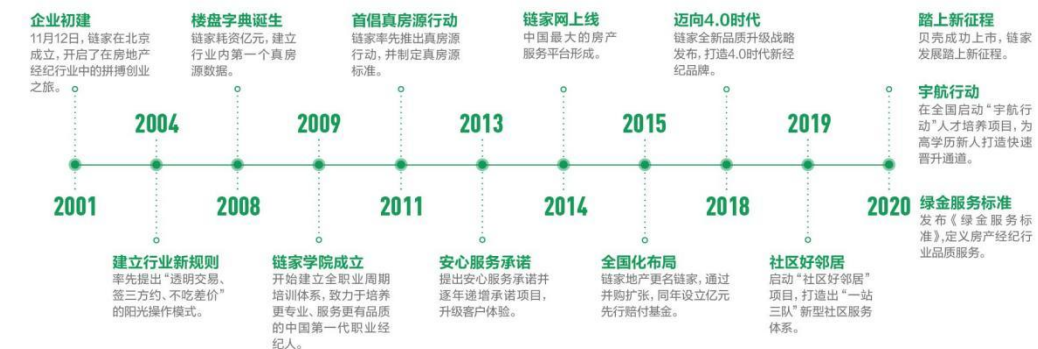 企业初建
11月12日，链家在北京
成立，开启了在房地产
经纪行业中的拼搏创业
之旅。
楼盘字典诞生
链家耗资亿元，建立
行业内第一个真房
源数据。
首倡真房源行动
链家率先推出真房源
行动，并制定真房源
标准。
链家网上线
中国最大的房产
服务平台形成。
迈向4.0时代
链家全新品质升级战略
发布，打造4.0时代新经
纪品牌。
踏上新征程
贝壳成功上市，链家
发展踏上新征程。
宇航行动
在全国启动“宇航行
动”人才培养项目，为
高学历新人打造快速
晋升通道。
绿金服务标准
发布《绿金服务标
准》，定义房产经纪行
业品质服务。
2004
2009
2013
2015
2019
2001
2008
2011
2014
2018
2020
建立行业新规则
率先提出“透明交易、
签三方约、不吃差价”
的阳光操作模式。
链家学院成立
开始建立全职业周期
培训体系，致力于培养
更专业、服务更有品质
的中国第一代职业经
纪人。
安心服务承诺
提出安心服务承诺并
逐年递增承诺项目，
升级客户体验。
全国化布局
链家地产更名链家，通过
并购扩张，同年设立亿元
先行赔付基金。
社区好邻居
启动“社区好邻居”
项目，打造出“一站
三队”新型社区服务
体系。